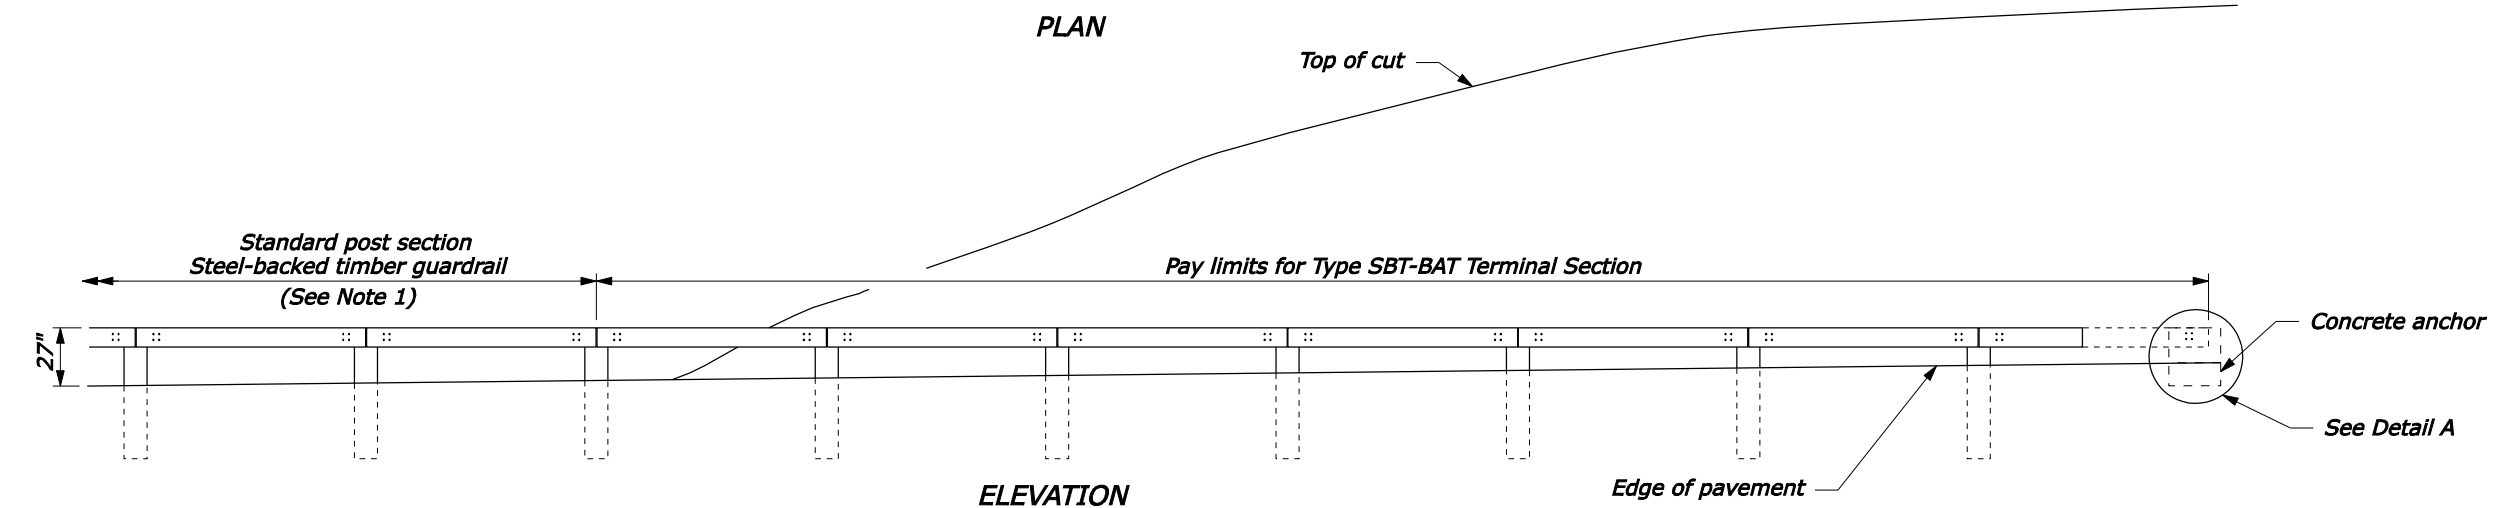 PLAN
Top of cut
Standard post section
Steel-backed timber guardrail
(See Note 1)
Pay limits for Type SBT-BAT Terminal Section
27"
Concrete anchor
See Detail A
Edge of pavement
ELEVATION